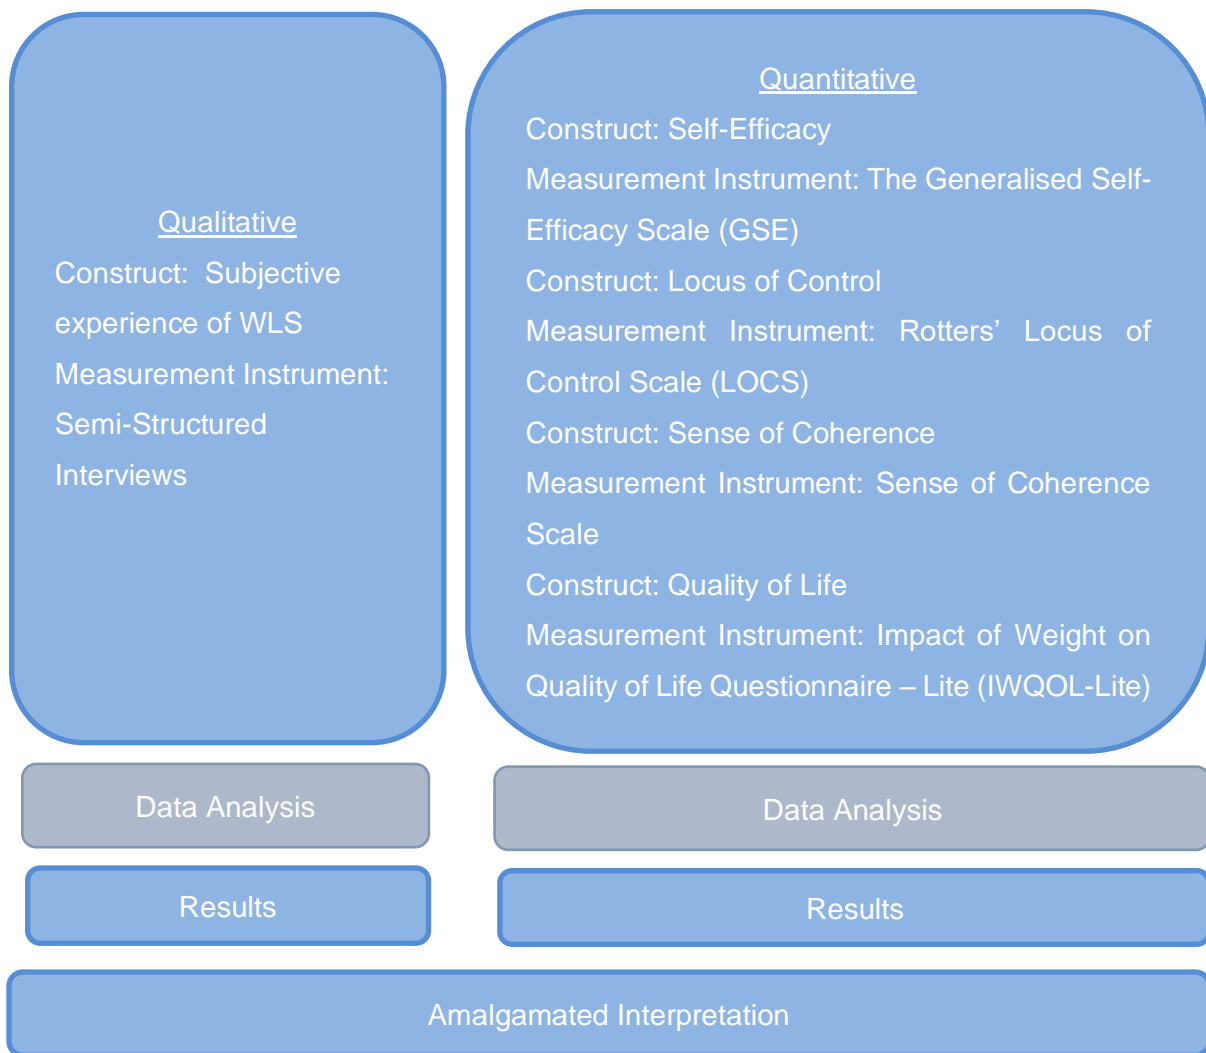 Qualitative
Construct: Subjective
experience of WLS
Measurement Instrument:
Semi-Structured
Interviews
Quantitative
Construct: Self-Efficacy
Measurement Instrument: The Generalised Self-
Efficacy Scale (GSE)
Construct: Locus of Control
Measurement Instrument: Rotters’ Locus of
Control Scale (LOCS)
Construct: Sense of Coherence
Measurement Instrument: Sense of Coherence
Scale
Construct: Quality of Life
Measurement Instrument: Impact of Weight on
Quality of Life Questionnaire – Lite (IWQOL-Lite)
Data Analysis
Data Analysis
Results
Results
Amalgamated Interpretation